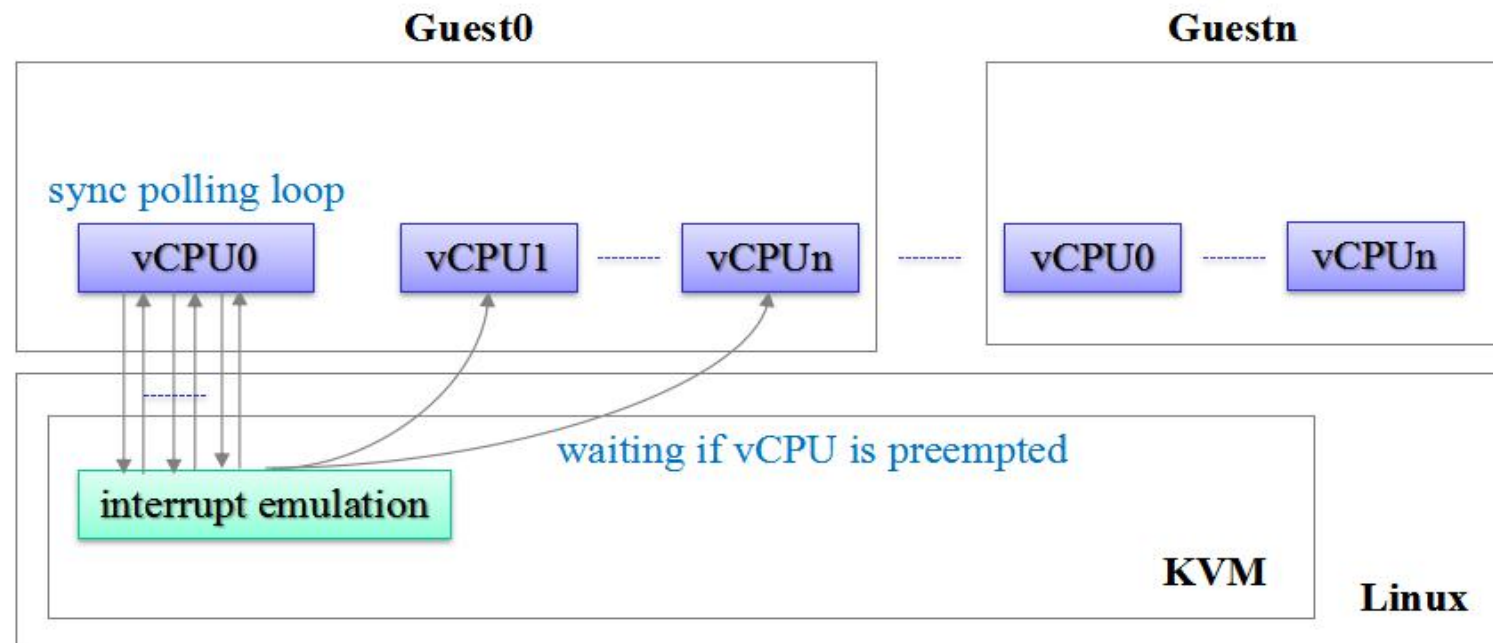 Guest0
Guestn
sync polling loop
vCPU0
vCPU1
vCPUn
vCPU0
vCPUn
waiting if vCPU is preempted
interrupt emulation
KVM
Linux